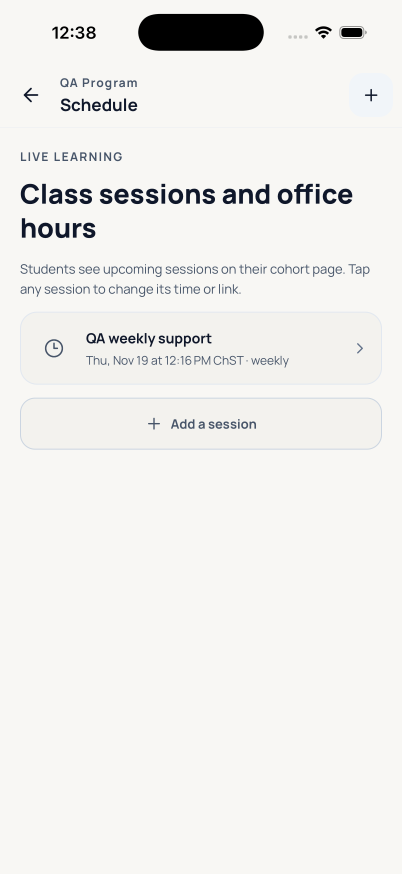 12:38
QA Program
Schedule
LIVE LEARNING
Class sessions and office
hours
Students see upcoming sessions on their cohort page. Tap
any session to change its time or link.
QA weekly support
Thu, Nov 19 at 12:16 PM ChST · weekly
Add a session